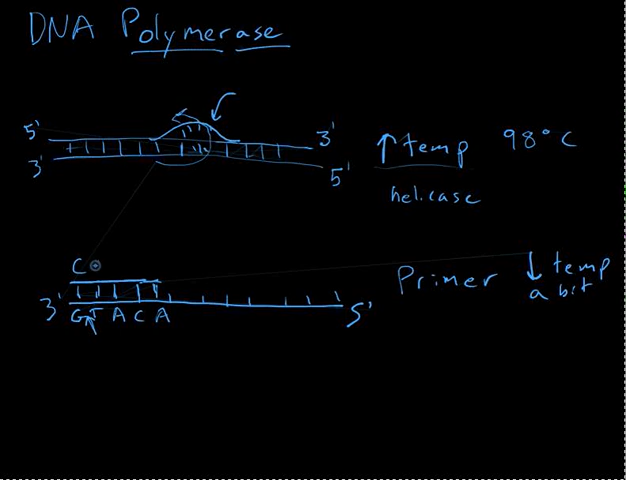 DNA Polymerase
5' 3'
3' 5'
↑ temp 98°C
helicase
C
Primer ↓ temp
a bit
3' 5'
G T A C A